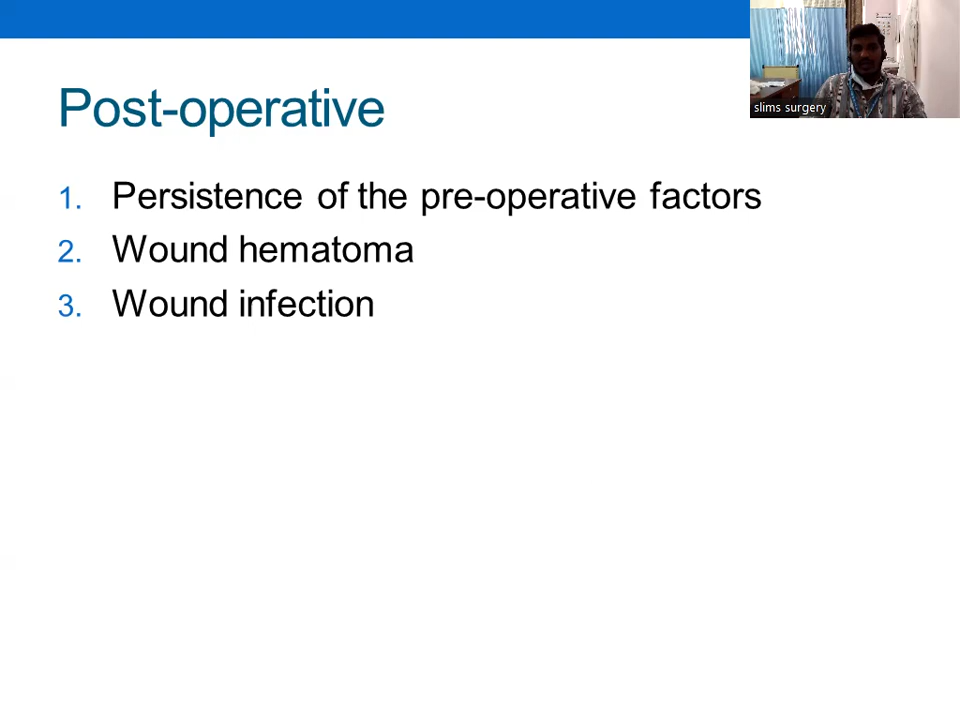 slims surgery
Post-operative
1. Persistence of the pre-operative factors
2. Wound hematoma
3. Wound infection